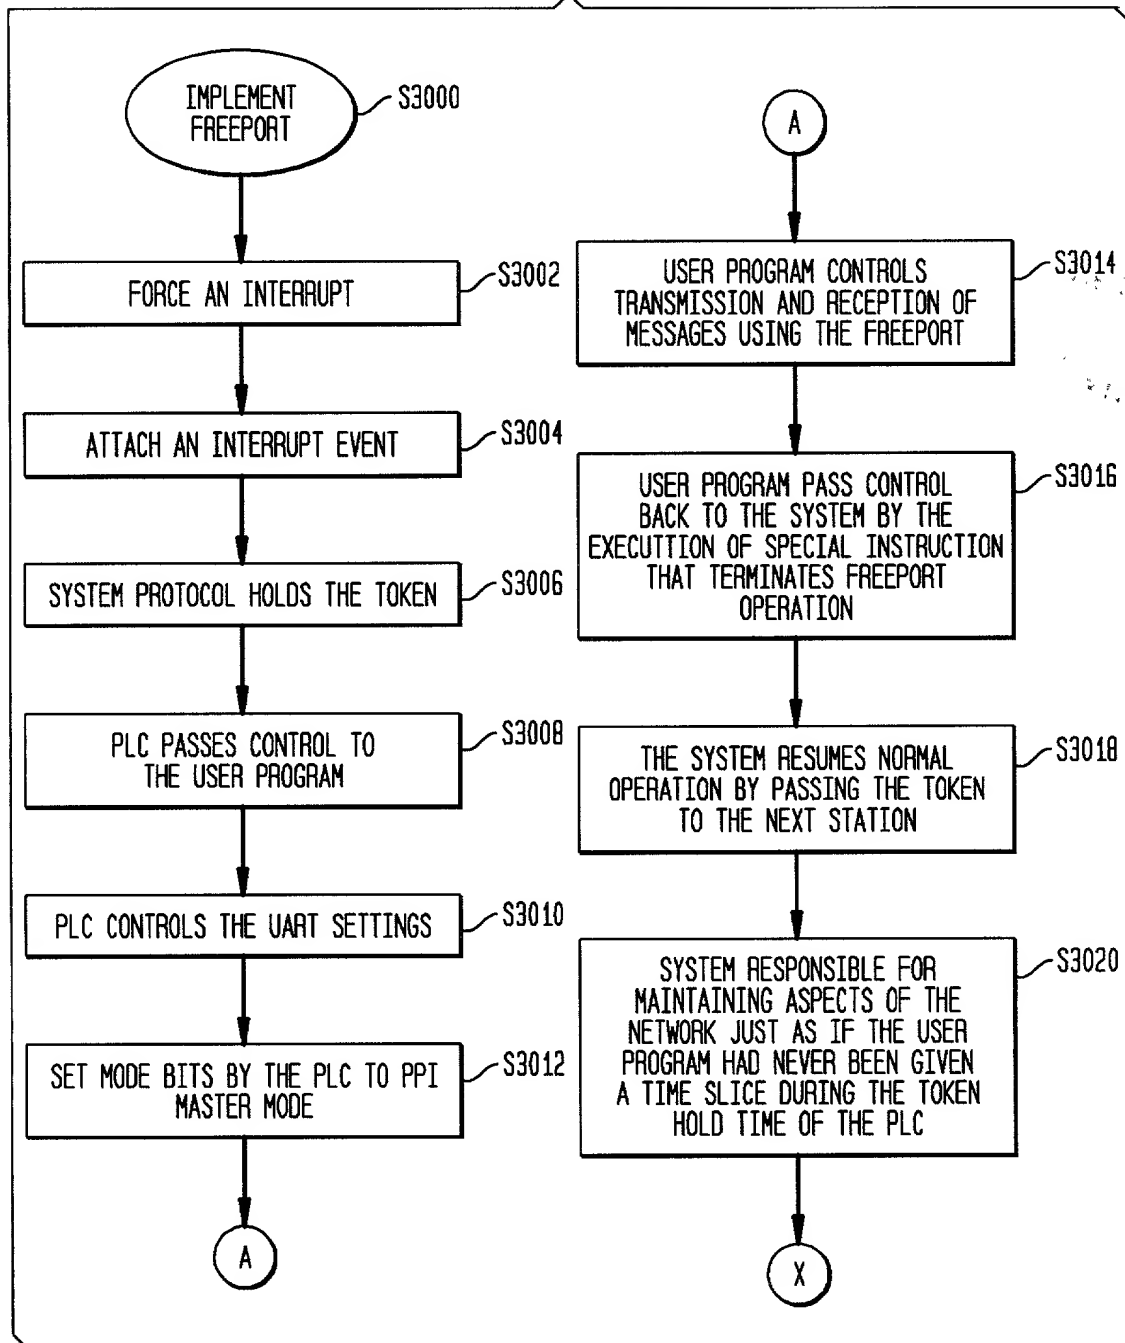 IMPLEMENT
FREEPORT
S3000
FORCE AN INTERRUPT
S3002
ATTACH AN INTERRUPT EVENT
S3004
SYSTEM PROTOCOL HOLDS THE TOKEN
S3006
PLC PASSES CONTROL TO
THE USER PROGRAM
S3008
PLC CONTROLS THE UART SETTINGS
S3010
SET MODE BITS BY THE PLC TO PPI
MASTER MODE
S3012
A
A
USER PROGRAM CONTROLS
TRANSMISSION AND RECEPTION OF
MESSAGES USING THE FREEPORT
S3014
USER PROGRAM PASS CONTROL
BACK TO THE SYSTEM BY THE
EXECUTTION OF SPECIAL INSTRUCTION
THAT TERMINATES FREEPORT
OPERATION
S3016
THE SYSTEM RESUMES NORMAL
OPERATION BY PASSING THE TOKEN
TO THE NEXT STATION
S3018
SYSTEM RESPONSIBLE FOR
MAINTAINING ASPECTS OF THE
NETWORK JUST AS IF THE USER
PROGRAM HAD NEVER BEEN GIVEN
A TIME SLICE DURING THE TOKEN
HOLD TIME OF THE PLC
S3020
X